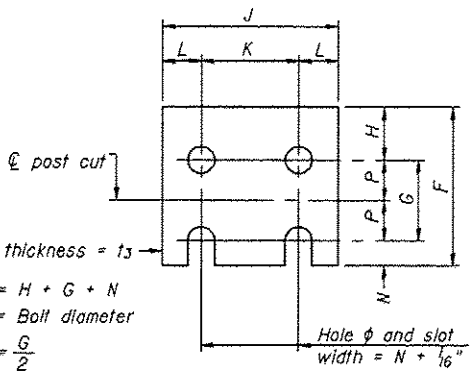 J
L K L
H
℄ post cut
P
G
F
P
thickness = t3
N
= H + G + N
= Bolt diameter
= G/2
Hole ϕ and slot
width = N + 1/16"